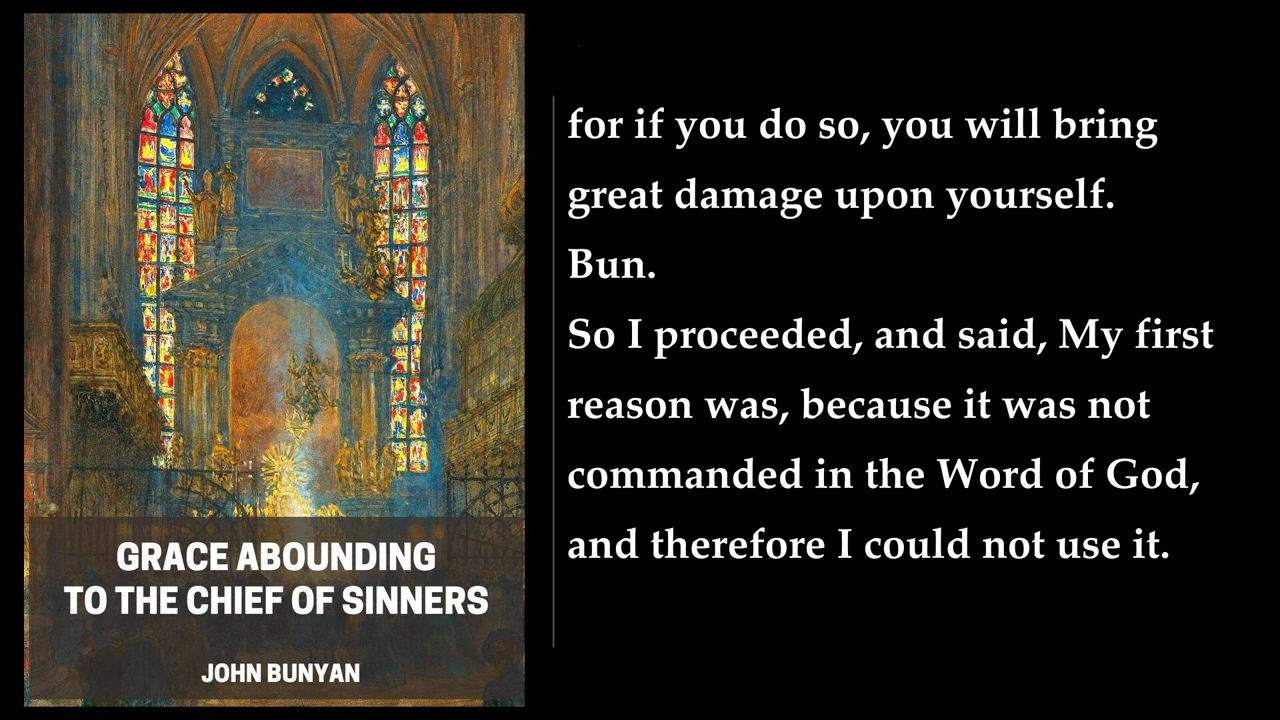 GRACE ABOUNDING
TO THE CHIEF OF SINNERS
JOHN BUNYAN
for if you do so, you will bring
great damage upon yourself.
Bun.
So I proceeded, and said, My first
reason was, because it was not
commanded in the Word of God,
and therefore I could not use it.